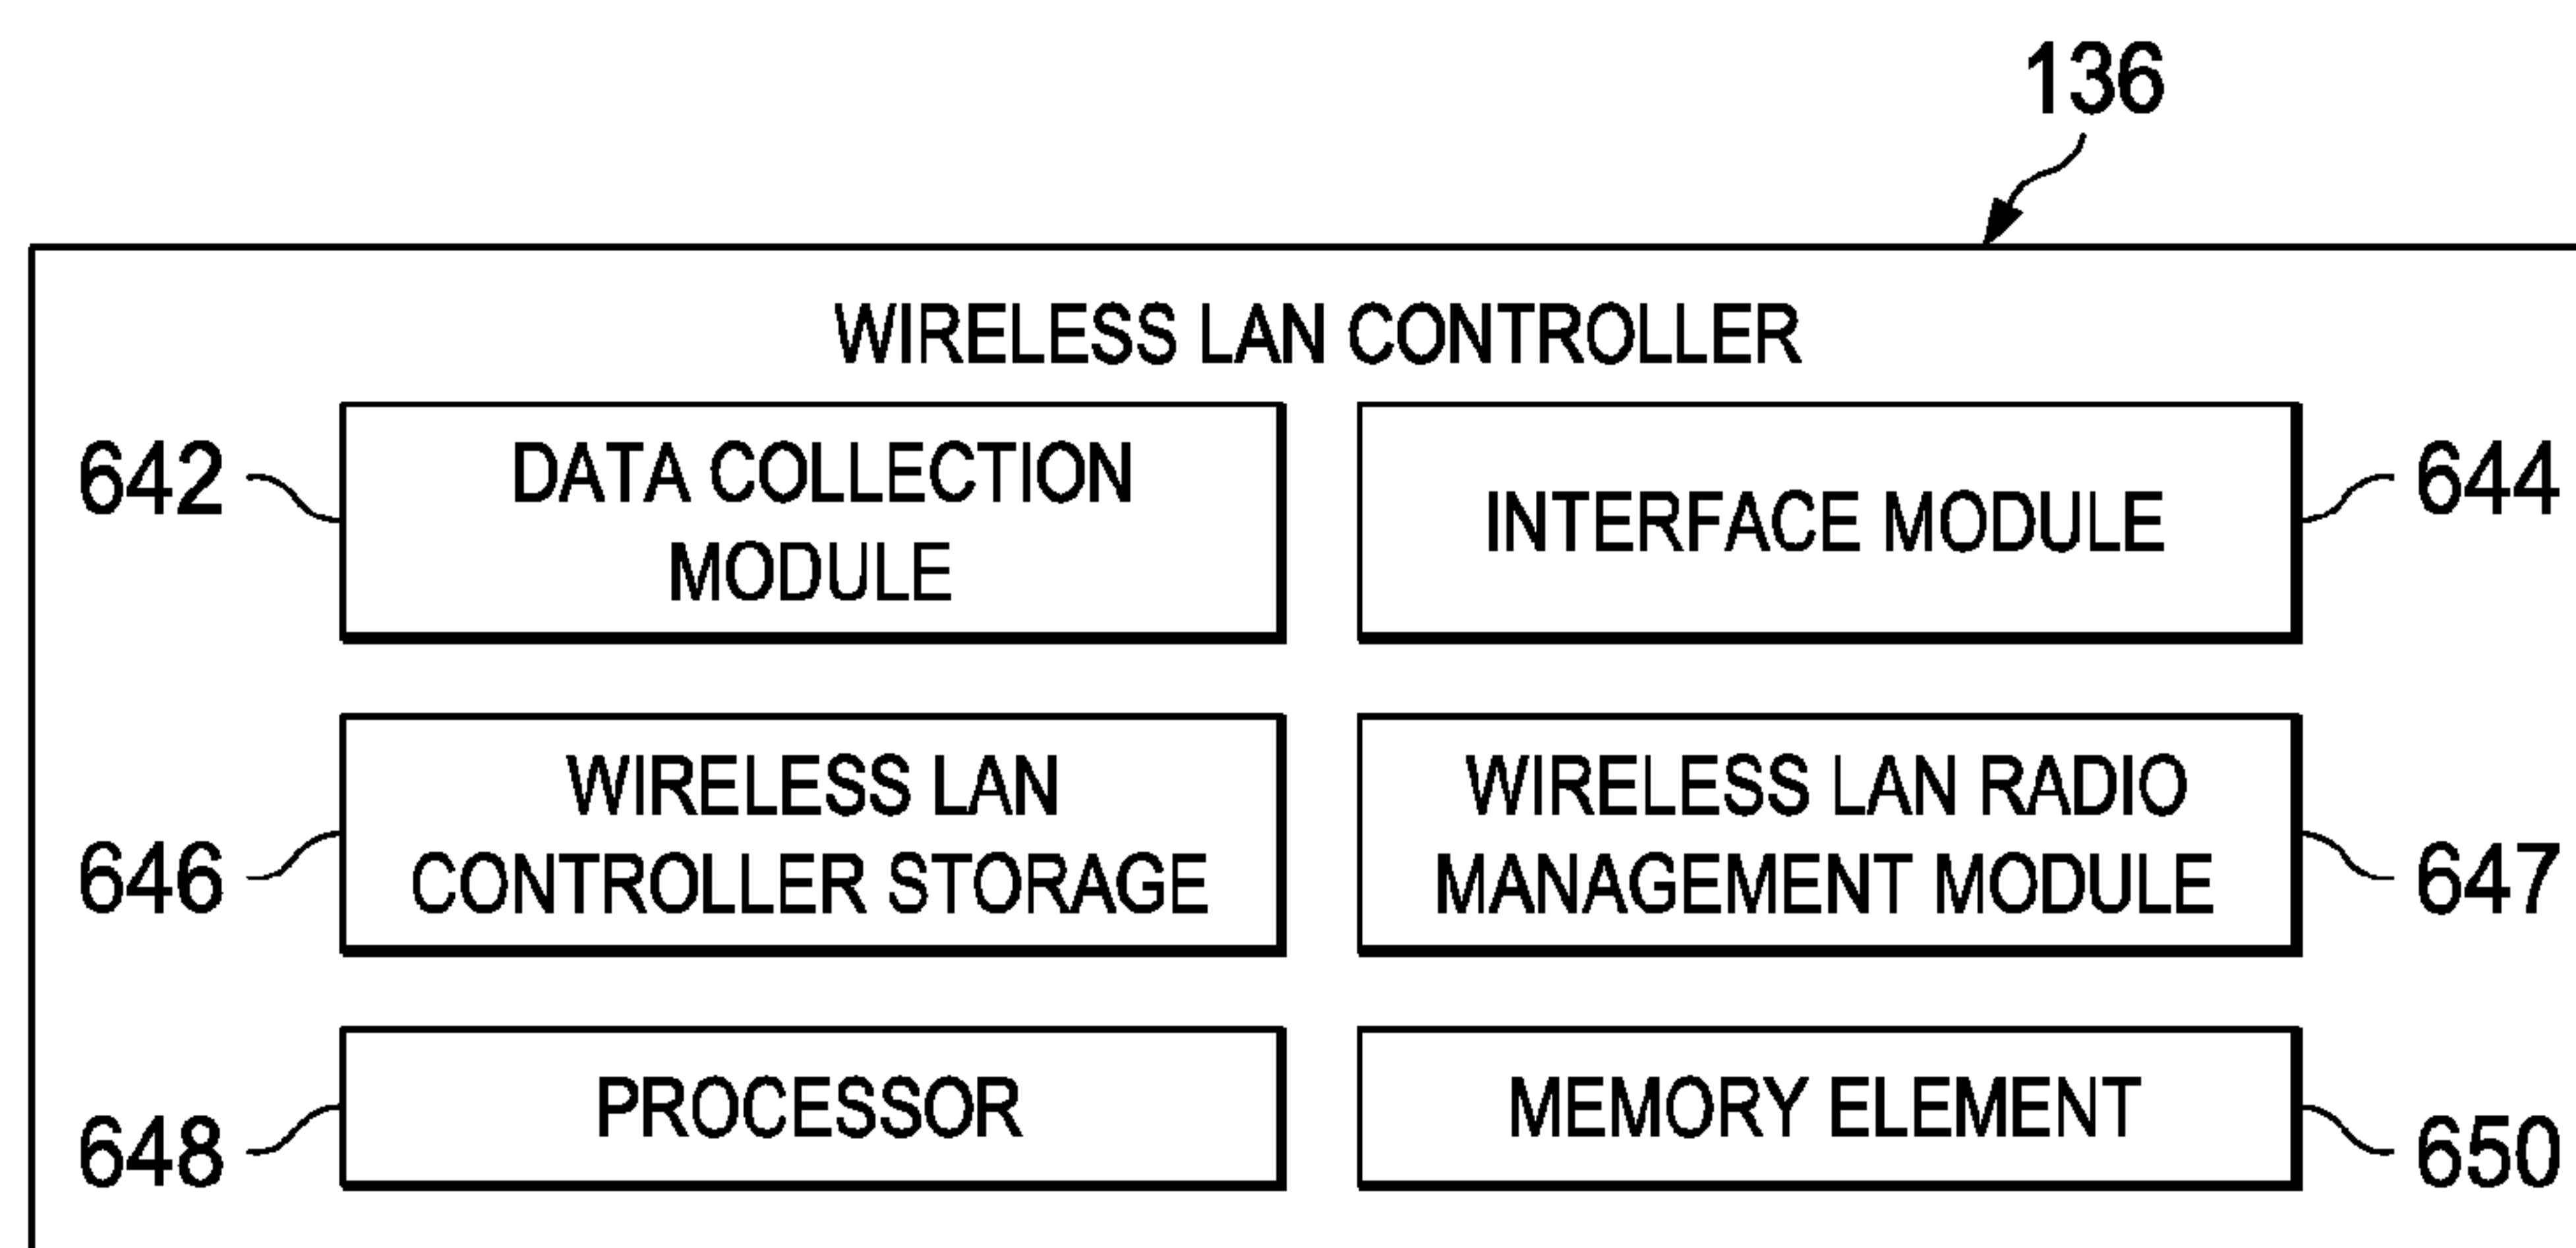 136
WIRELESS LAN CONTROLLER
642
DATA COLLECTION
MODULE
INTERFACE MODULE
644
646
WIRELESS LAN
CONTROLLER STORAGE
WIRELESS LAN RADIO
MANAGEMENT MODULE
647
648
PROCESSOR
MEMORY ELEMENT
650